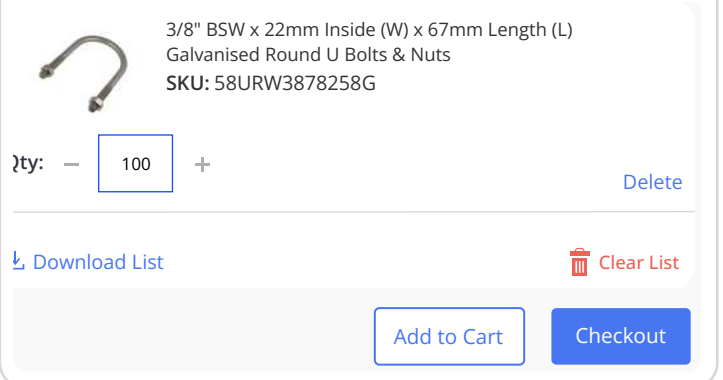 3/8" BSW x 22mm Inside (W) x 67mm Length (L)
Galvanised Round U Bolts & Nuts
SKU: 58URW3878258G
Qty: − 100 +
Delete
Download List
Clear List
Add to Cart
Checkout